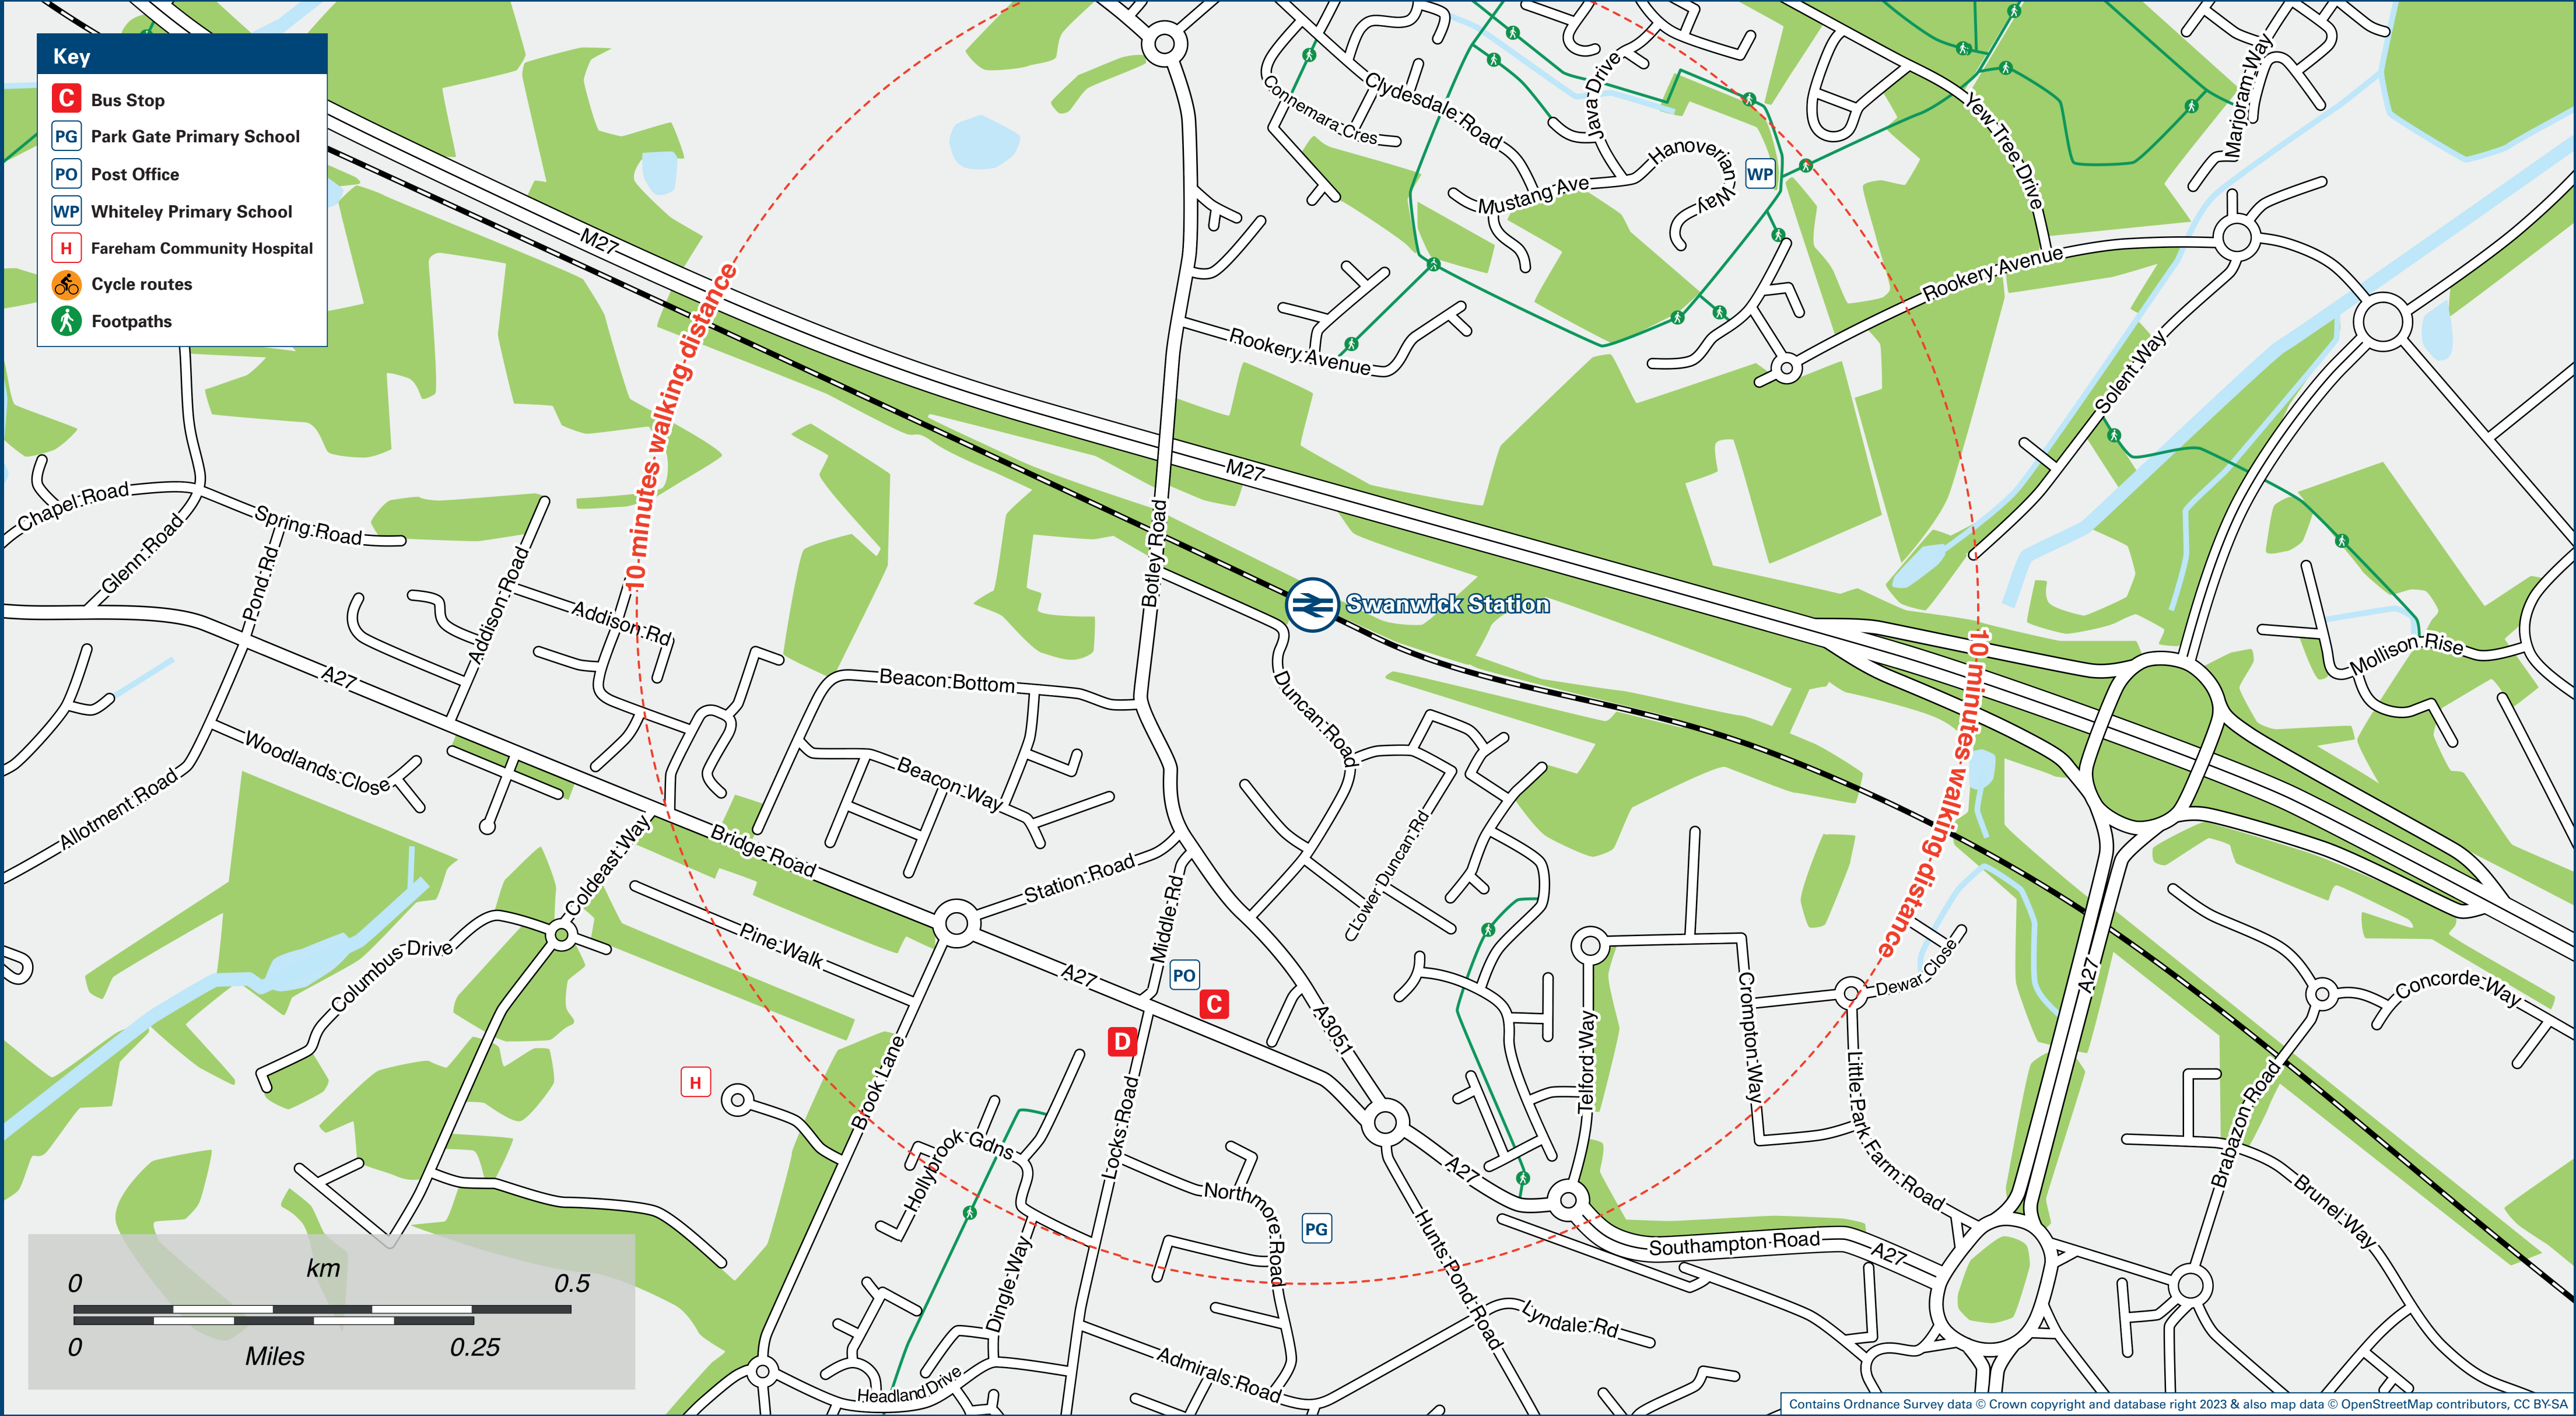 Key
C Bus Stop
PG Park Gate Primary School
PO Post Office
WP Whiteley Primary School
H Fareham Community Hospital
Cycle routes
Footpaths
Clydesdale Road
Connemara Cres
Java Drive
Mustang Ave
Hanoverian Way
WP
Yew Tree Drive
Marjoram Way
M27
10 minutes walking distance
Rookery Avenue
Rookery Avenue
Solent Way
M27
Botley Road
Chapel Road
Glenn Road
Spring Road
Pond Rd
Addison Road
Addison Rd
Swanwick Station
A27
Beacon Bottom
Beacon Way
Duncan Road
Lower Duncan Rd
10 minutes walking distance
Mollison Rise
Woodlands Close
Allotment Road
Bridge Road
Coldeast Way
Station Road
Middle Rd
Pine Walk
Columbus Drive
A27
PO
C
D
A3051
Telford Way
Crompton Way
Dewar Close
Little Park Farm Road
A27
Concorde Way
Brabazon Road
Brunel Way
H
Brook Lane
Hollybrook Gdns
Locks Road
Northmore Road
PG
A27
Hunts Pond Road
Southampton Road
A27
Dingle Way
Lyndale Rd
Admirals Road
Headland Drive
km
0 0.5
0 0.25
Miles
Contains Ordnance Survey data © Crown copyright and database right 2023 & also map data © OpenStreetMap contributors, CC BY-SA